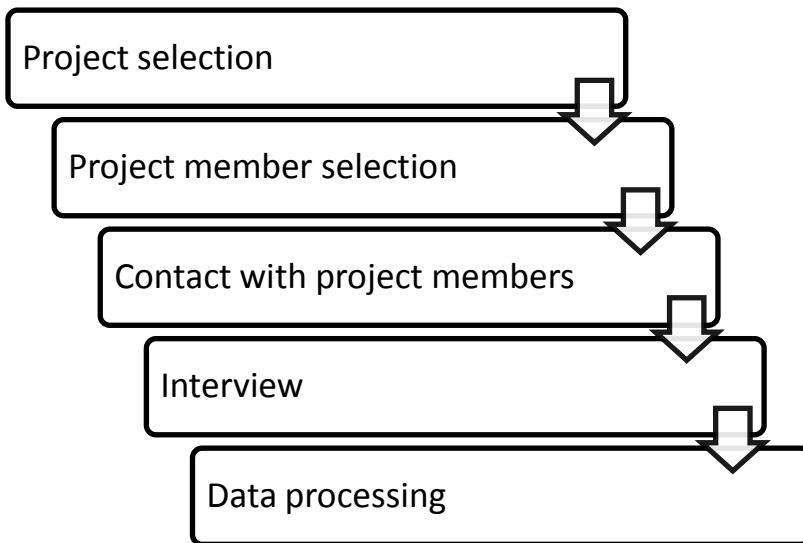 Project selection
Project member selection
Contact with project members
Interview
Data processing